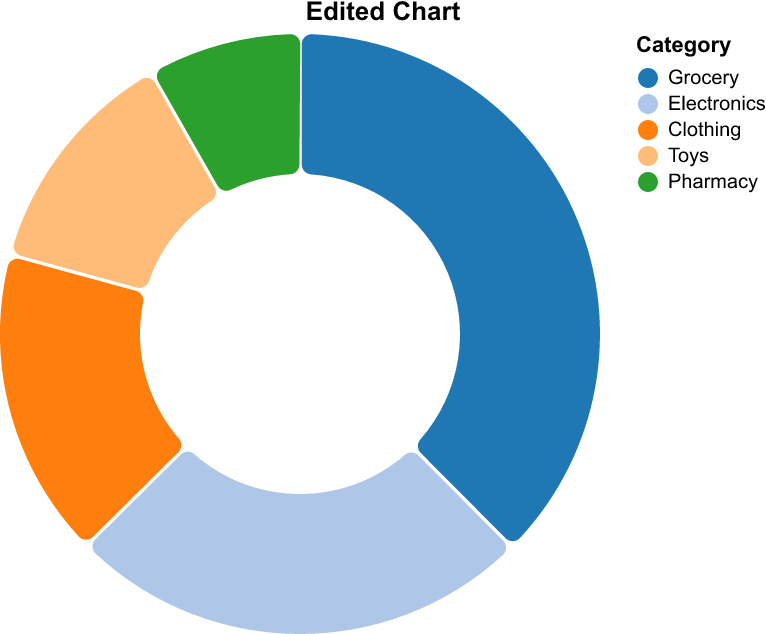 Edited Chart
Category
Grocery
Electronics
Clothing
Toys
Pharmacy